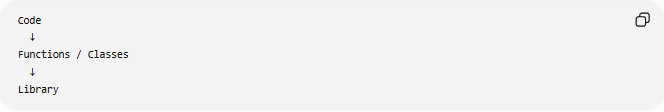 Code
↓
Functions / Classes
↓
Library